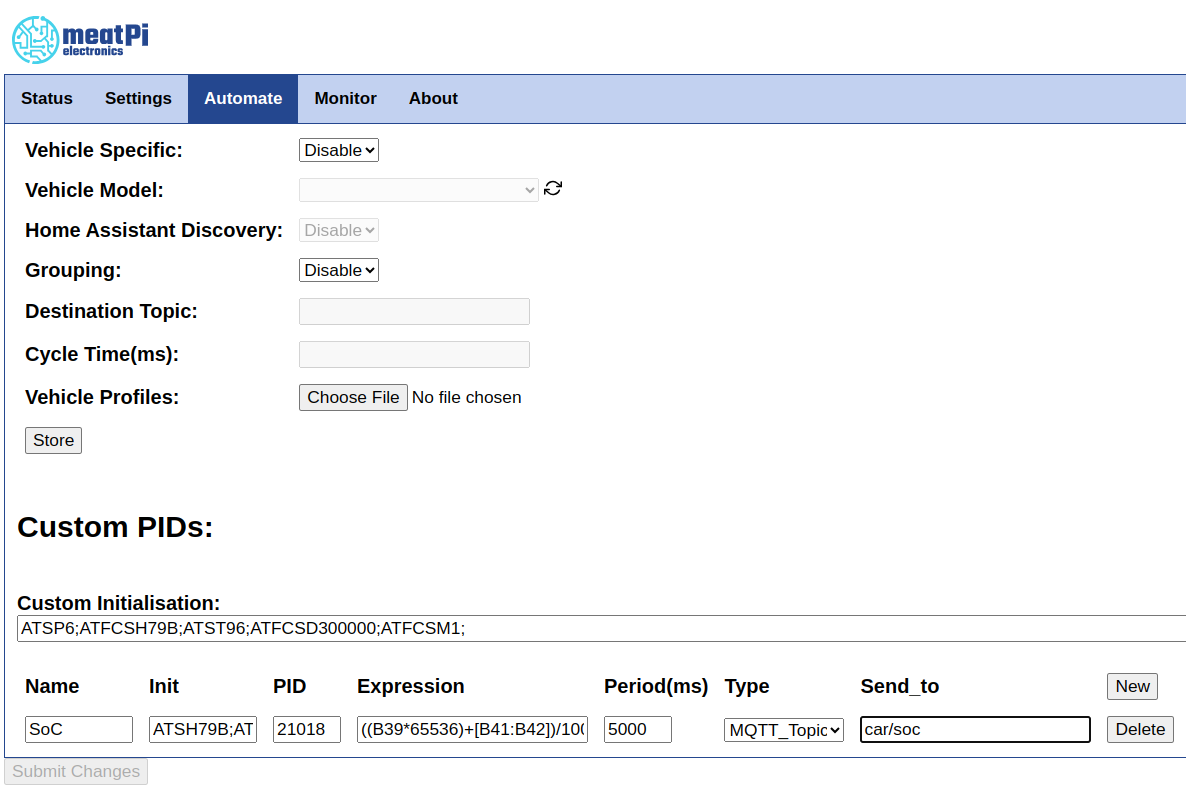 meatPi
electronics
Status Settings Automate Monitor About
Vehicle Specific: Disable
Vehicle Model:
Home Assistant Discovery: Disable
Grouping: Disable
Destination Topic:
Cycle Time(ms):
Vehicle Profiles: Choose File No file chosen
Store
Custom PIDs:
Custom Initialisation:
ATSP6;ATFCSH79B;ATST96;ATFCSD300000;ATFCSM1;
Name Init PID Expression Period(ms) Type Send_to New
SoC ATSH79B;AT 21018 ((B39*65536)+[B41:B42])/100 5000 MQTT_Topic car/soc Delete
Submit Changes